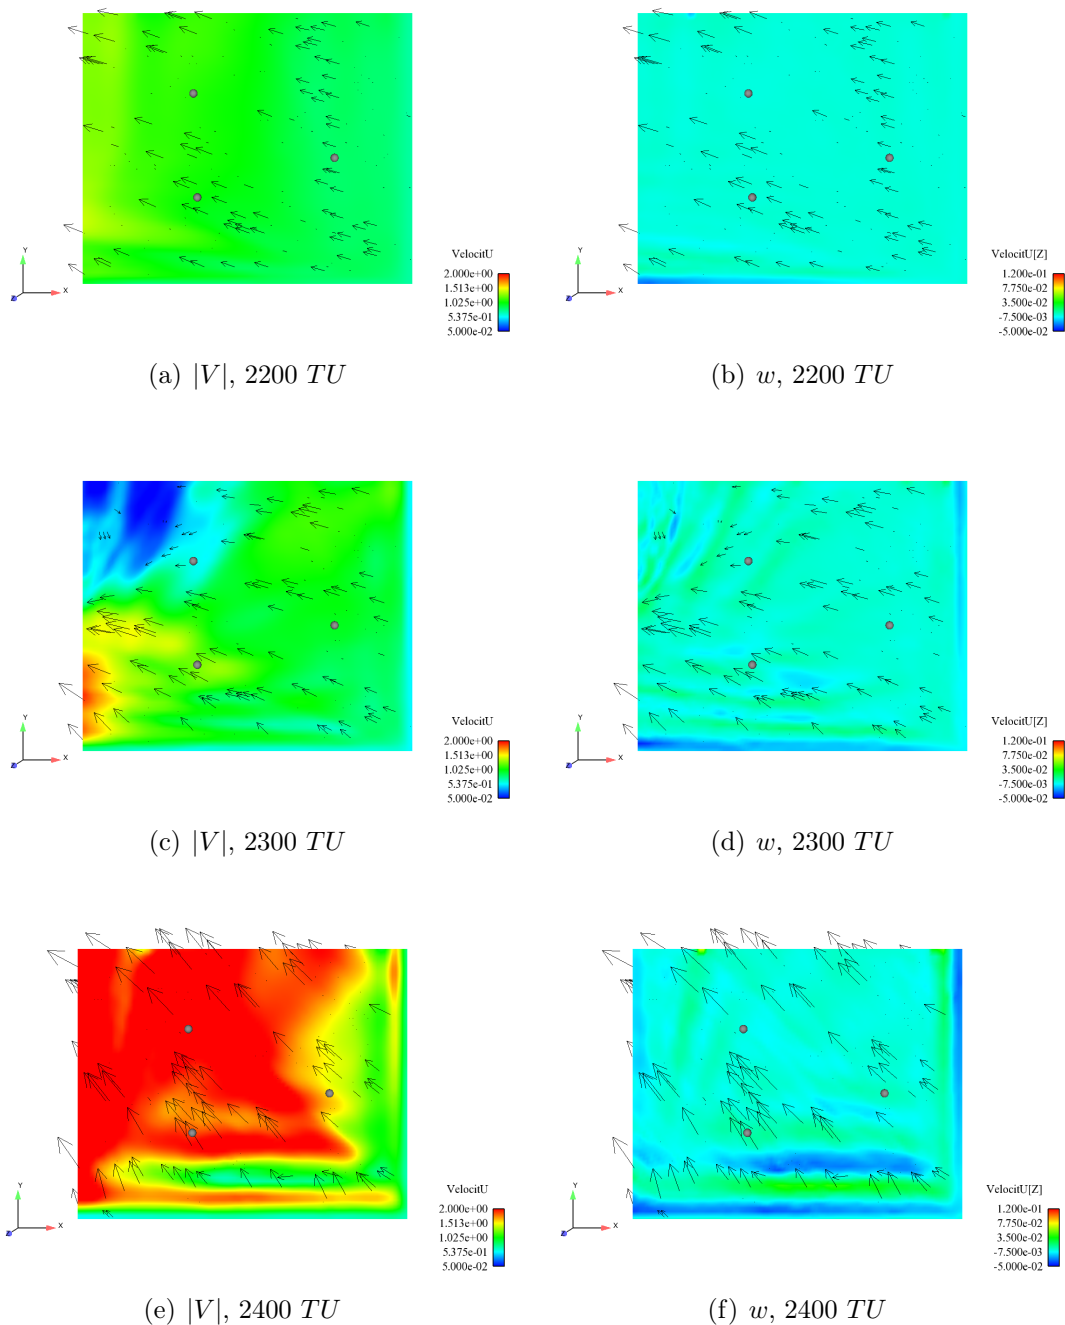 Y
X
Z
VelocitU
2.000e+00
1.513e+00
1.025e+00
5.375e-01
5.000e-02
Y
X
Z
VelocitU[Z]
1.200e-01
7.750e-02
3.500e-02
-7.500e-03
-5.000e-02
(a) |V|, 2200 TU
(b) w, 2200 TU
Y
X
Z
VelocitU
2.000e+00
1.513e+00
1.025e+00
5.375e-01
5.000e-02
Y
X
Z
VelocitU[Z]
1.200e-01
7.750e-02
3.500e-02
-7.500e-03
-5.000e-02
(c) |V|, 2300 TU
(d) w, 2300 TU
Y
X
Z
VelocitU
2.000e+00
1.513e+00
1.025e+00
5.375e-01
5.000e-02
Y
X
Z
VelocitU[Z]
1.200e-01
7.750e-02
3.500e-02
-7.500e-03
-5.000e-02
(e) |V|, 2400 TU
(f) w, 2400 TU